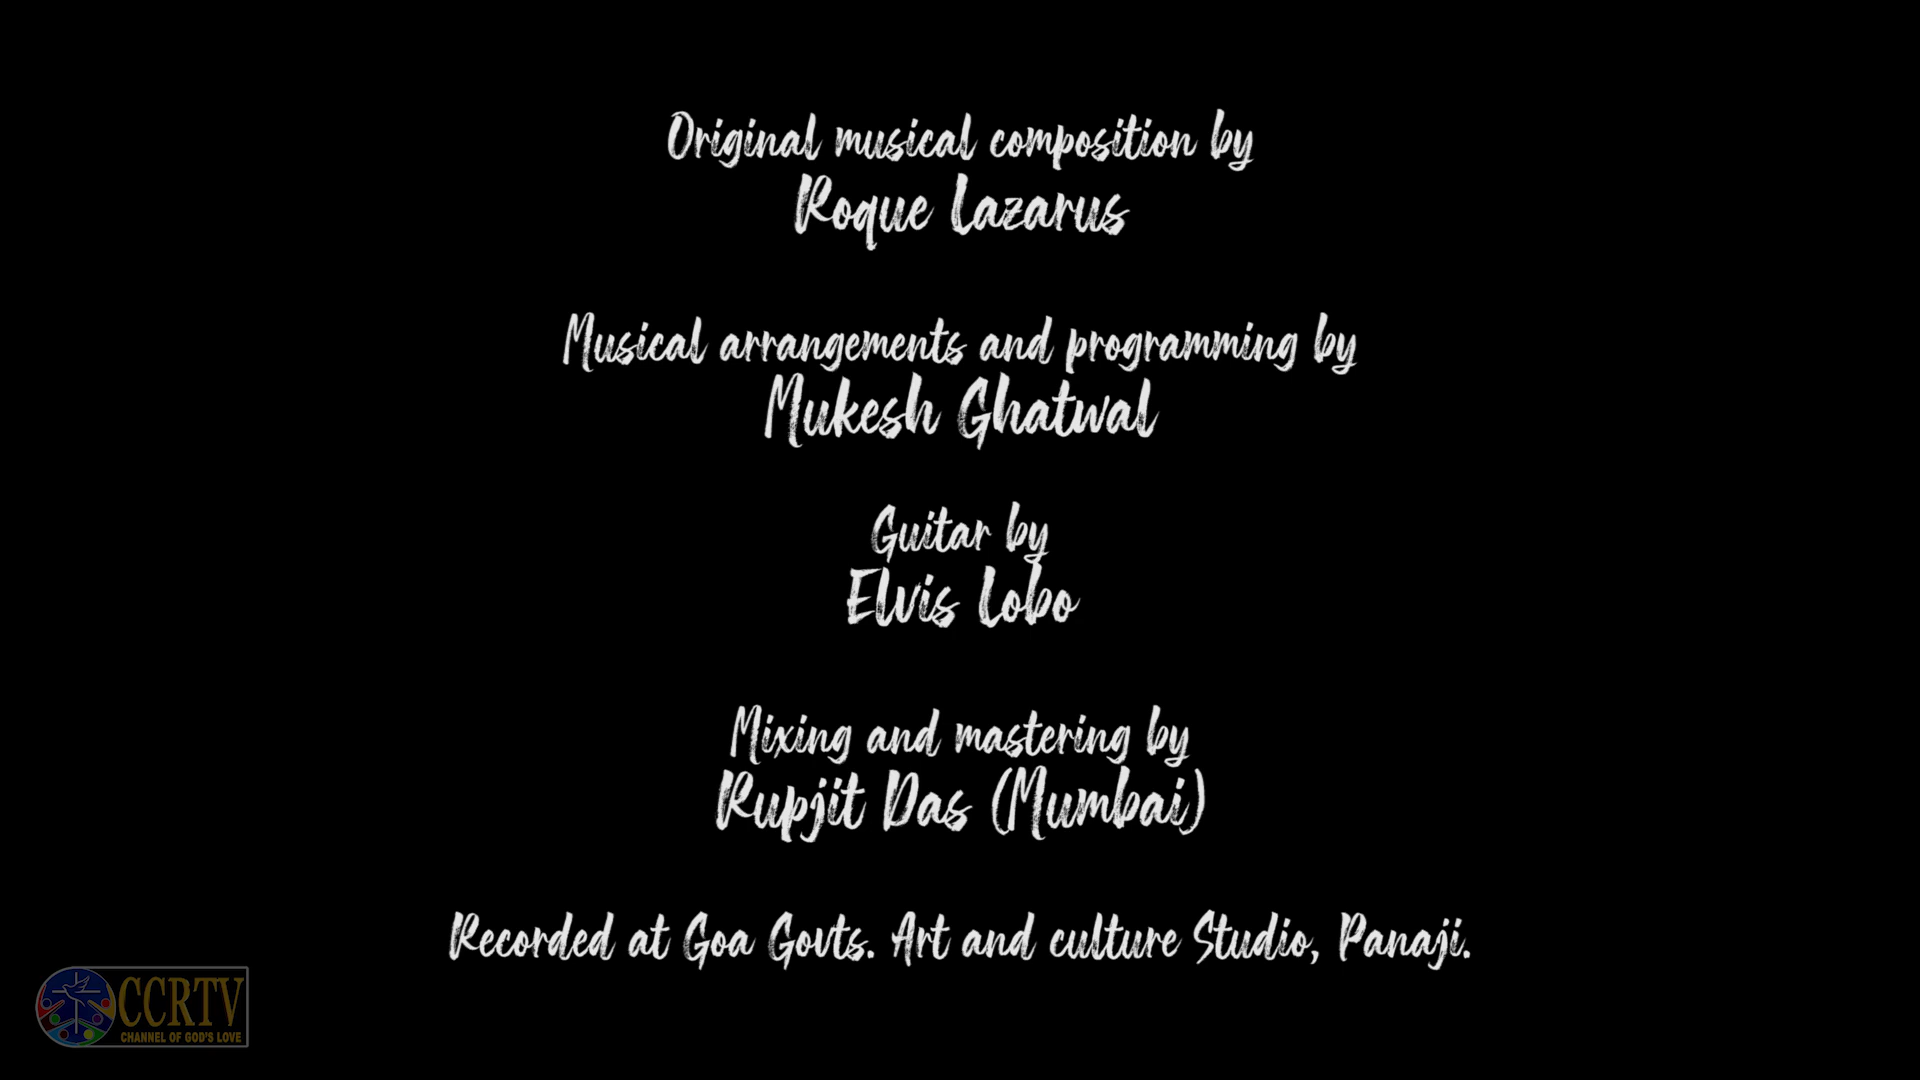 Original musical composition by
Roque Lazarus
Musical arrangements and programming by
Mukesh Ghatwal
Guitar by
Elvis Lobo
Mixing and mastering by
Rupjit Das (Mumbai)
Recorded at Goa Govts. Art and culture Studio, Panaji.
CCRTV
CHANNEL OF GOD'S LOVE